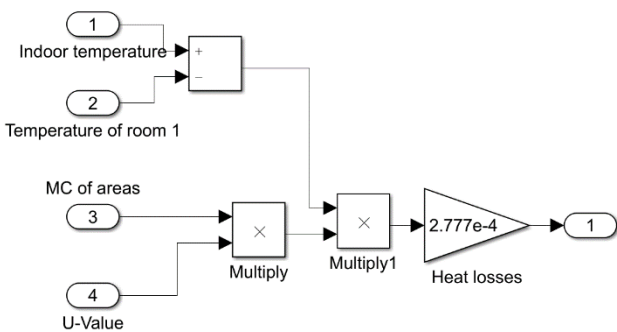 1
Indoor temperature
+
−
2
Temperature of room 1
MC of areas
3
×
Multiply
×
Multiply1
2.777e-4
Heat losses
1
4
U-Value